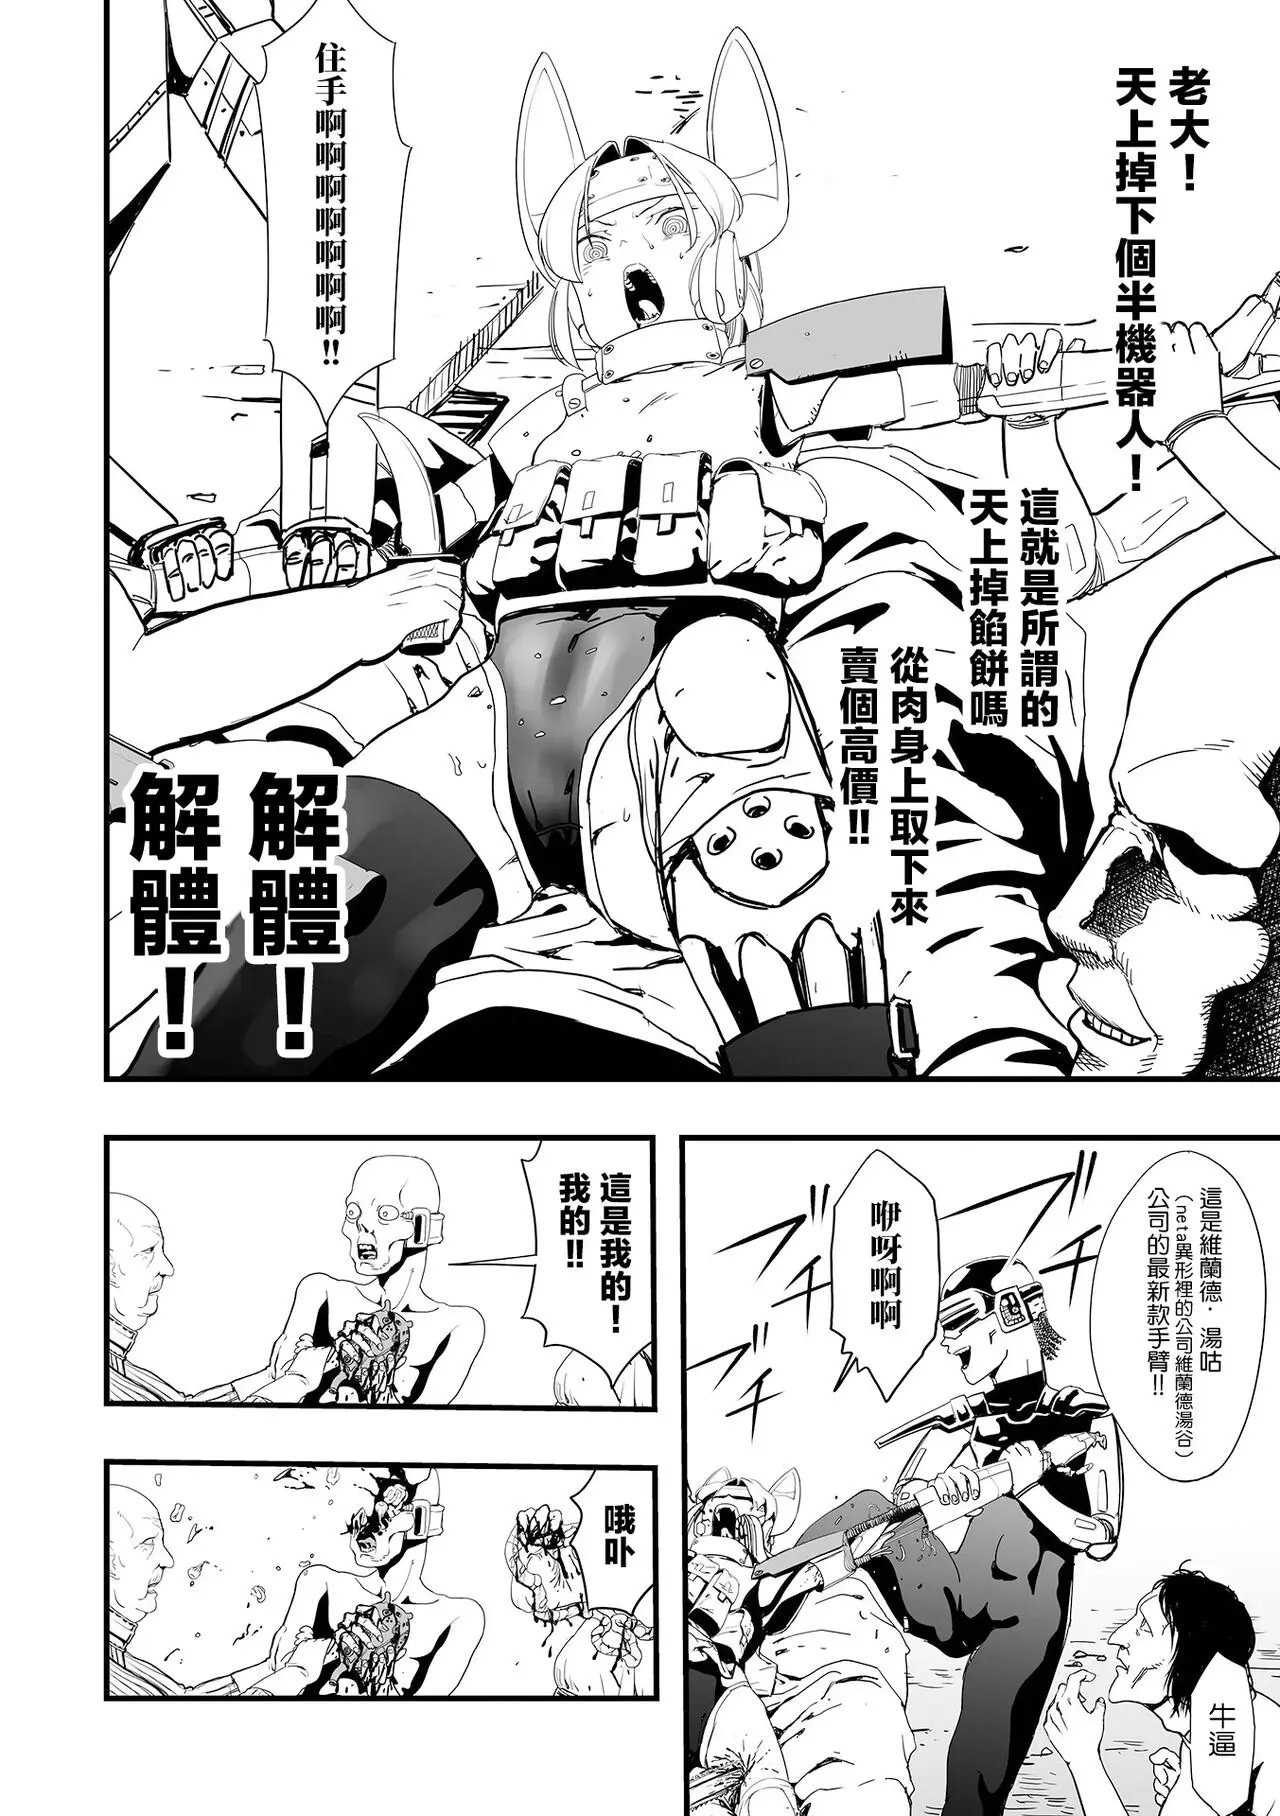 老大！
天上掉下個半機器人！
這就是所謂的
天上掉餡餅嗎
從肉身上取下來
賣個高價!!
住手啊啊啊啊啊啊啊!!
解體！
解體！
這是維蘭德．湯咕
（neta異形裡的公司維蘭德湯谷）
公司的最新款手臂!!
咿呀啊啊
牛逼
這是我的！
我的!!
哦卟